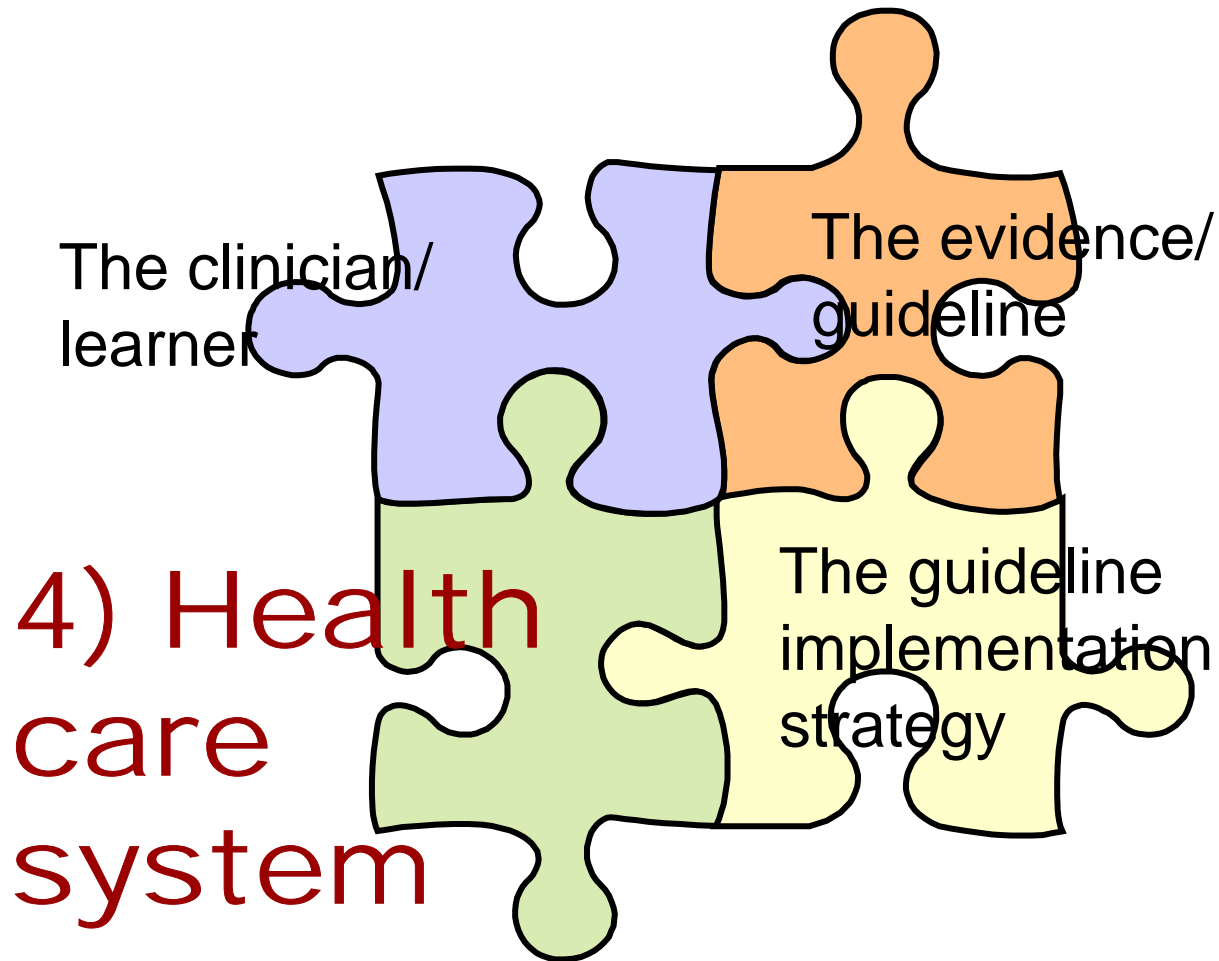 The clinician/
learner
The evidence/
guideline
4) Health
care
system
The guideline
implementation
strategy